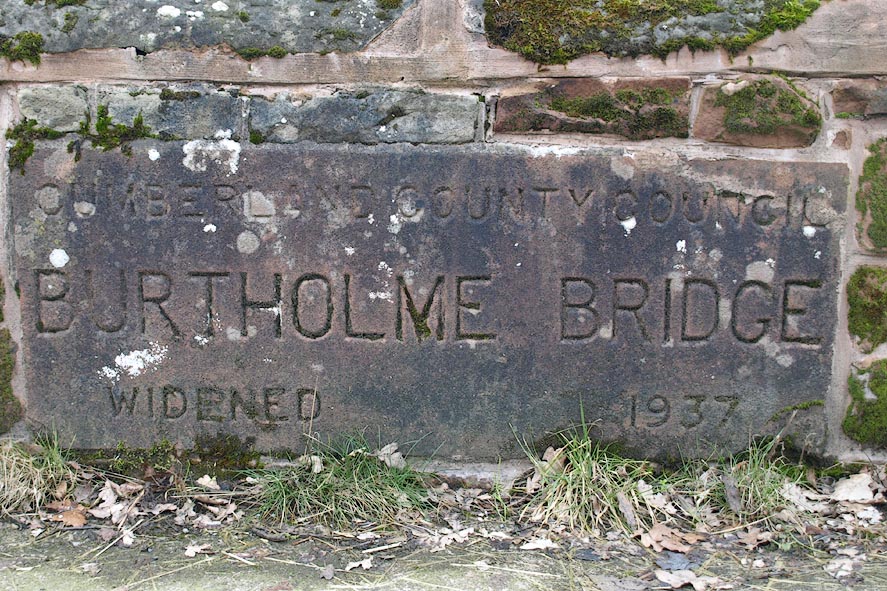 CUMBERLAND COUNTY COUNCIL
BURTHOLME BRIDGE
WIDENED 1937